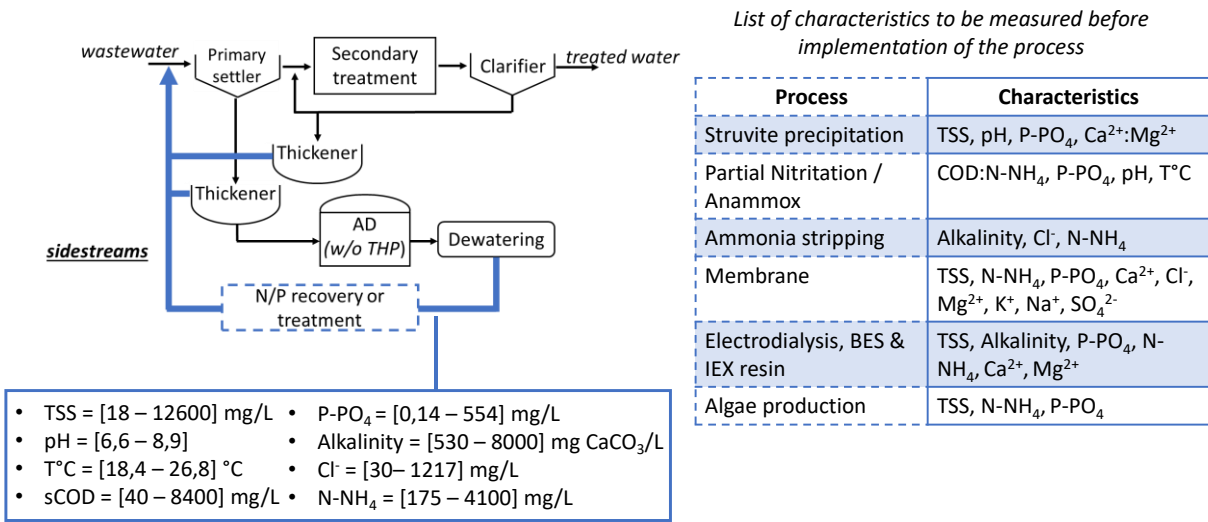 List of characteristics to be measured before
implementation of the process
wastewater
Primary
settler
Secondary
treatment
Clarifier
treated water
Thickener
Thickener
AD
(w/o THP)
Dewatering
sidestreams
N/P recovery or
treatment
• TSS = [18 – 12600] mg/L
• pH = [6,6 – 8,9]
• T°C = [18,4 – 26,8] °C
• sCOD = [40 – 8400] mg/L
• P-PO₄ = [0,14 – 554] mg/L
• Alkalinity = [530 – 8000] mg CaCO₃/L
• Cl⁻ = [30– 1217] mg/L
• N-NH₄ = [175 – 4100] mg/L
Process Characteristics
Struvite precipitation TSS, pH, P-PO₄, Ca²⁺:Mg²⁺
Partial Nitritation / COD:N-NH₄, P-PO₄, pH, T°C
Anammox
Ammonia stripping Alkalinity, Cl⁻, N-NH₄
Membrane TSS, N-NH₄, P-PO₄, Ca²⁺, Cl⁻,
Mg²⁺, K⁺, Na⁺, SO₄²⁻
Electrodialysis, BES & TSS, Alkalinity, P-PO₄, N-
IEX resin NH₄, Ca²⁺, Mg²⁺
Algae production TSS, N-NH₄, P-PO₄